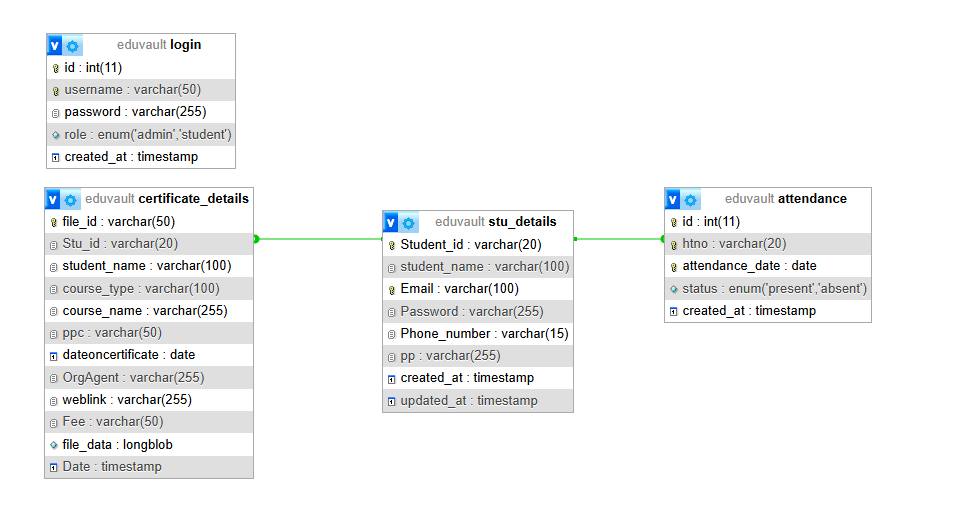 eduvault login
id : int(11)
username : varchar(50)
password : varchar(255)
role : enum('admin','student')
created_at : timestamp
eduvault certificate_details
file_id : varchar(50)
Stu_id : varchar(20)
student_name : varchar(100)
course_type : varchar(100)
course_name : varchar(255)
ppc : varchar(50)
dateoncertificate : date
OrgAgent : varchar(255)
weblink : varchar(255)
Fee : varchar(50)
file_data : longblob
Date : timestamp
eduvault stu_details
Student_id : varchar(20)
student_name : varchar(100)
Email : varchar(100)
Password : varchar(255)
Phone_number : varchar(15)
pp : varchar(255)
created_at : timestamp
updated_at : timestamp
eduvault attendance
id : int(11)
htno : varchar(20)
attendance_date : date
status : enum('present','absent')
created_at : timestamp